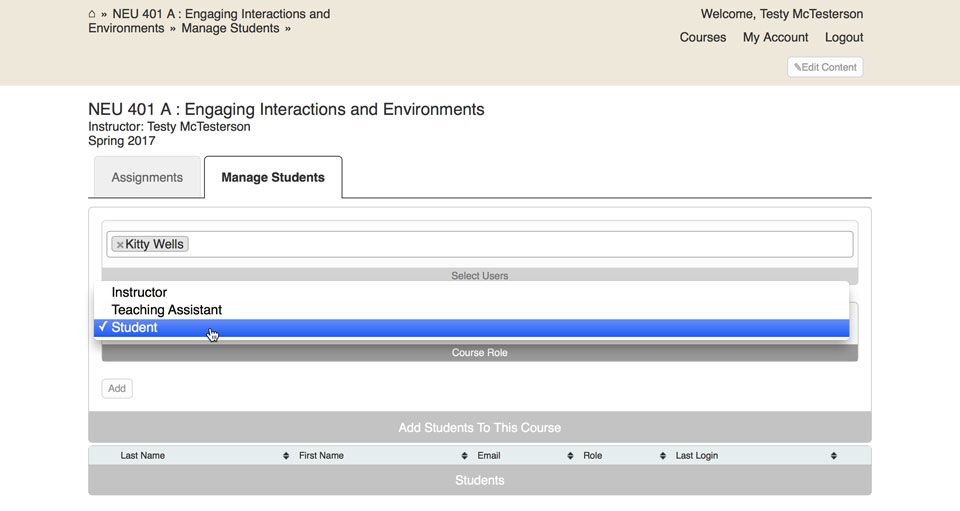 ⌂ » NEU 401 A : Engaging Interactions and
Environments » Manage Students »
Welcome, Testy McTesterson
Courses My Account Logout
✎Edit Content
NEU 401 A : Engaging Interactions and Environments
Instructor: Testy McTesterson
Spring 2017
Assignments Manage Students
×Kitty Wells
Select Users
Instructor
Teaching Assistant
✓ Student
Course Role
Add
Add Students To This Course
Last Name First Name Email Role Last Login
Students